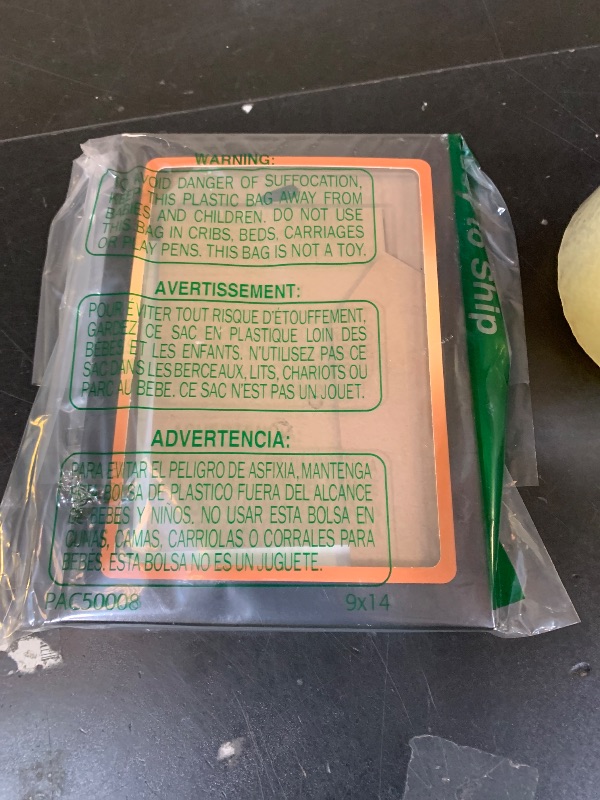 WARNING:
TO AVOID DANGER OF SUFFOCATION,
KEEP THIS PLASTIC BAG AWAY FROM
BABIES AND CHILDREN. DO NOT USE
THIS BAG IN CRIBS, BEDS, CARRIAGES
OR PLAY PENS. THIS BAG IS NOT A TOY.
AVERTISSEMENT:
POUR EVITER TOUT RISQUE D'ÉTOUFFEMENT,
GARDEZ CE SAC EN PLASTIQUE LOIN DES
BEBES ET LES ENFANTS. N'UTILISEZ PAS CE
SAC DANS LES BERCEAUX, LITS, CHARIOTS OU
PARC AU BEBE. CE SAC N'EST PAS UN JOUET.
ADVERTENCIA:
PARA EVITAR EL PELIGRO DE ASFIXIA, MANTENGA
ESTA BOLSA DE PLASTICO FUERA DEL ALCANCE
DE BEBES Y NINOS. NO USAR ESTA BOLSA EN
CUNAS, CAMAS, CARRIOLAS O CORRALES PARA
BEBES. ESTA BOLSA NO ES UN JUGUETE.
PAC50008 9x14
to Ship